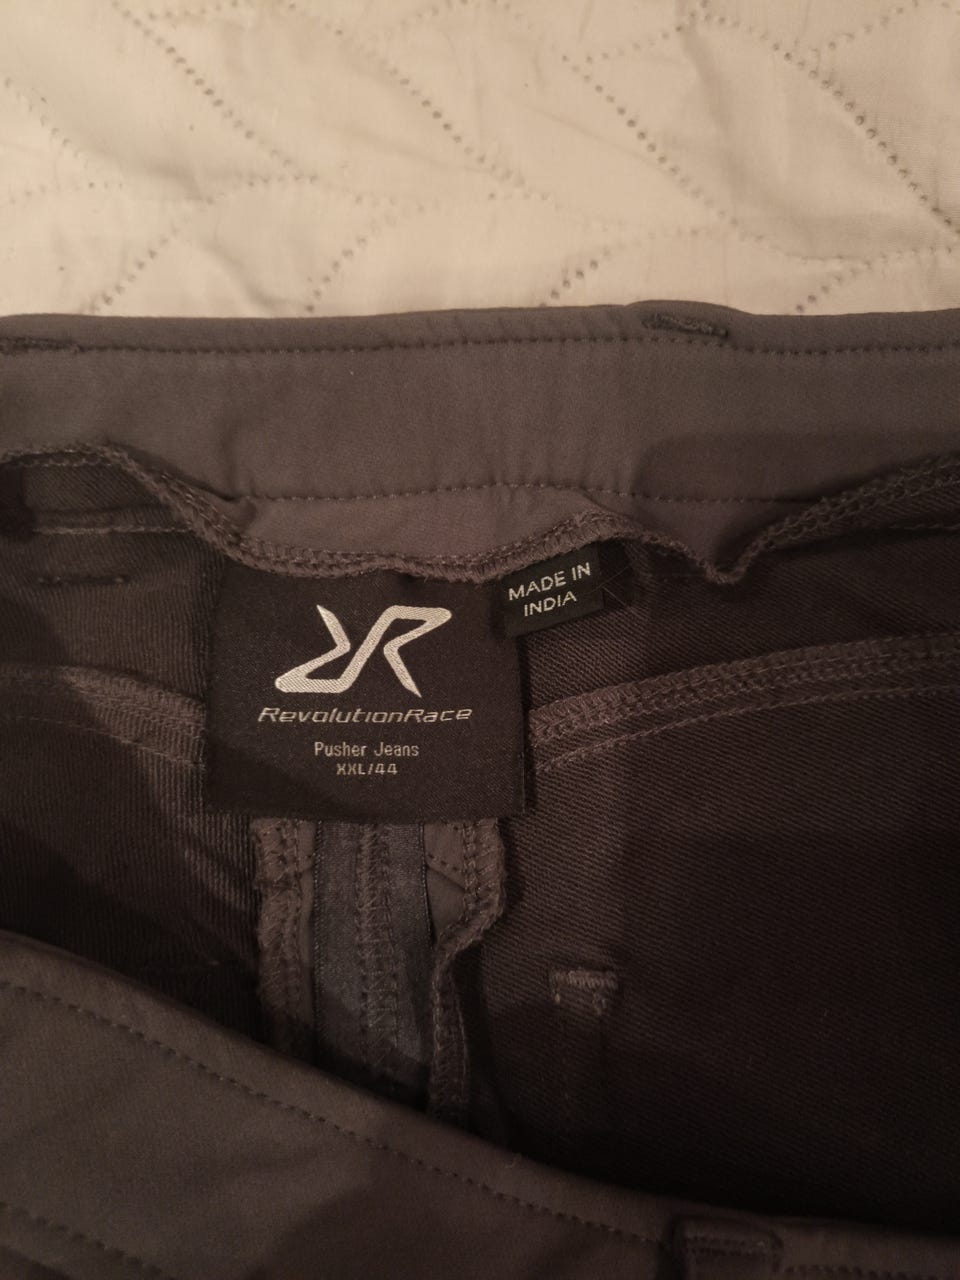 MADE IN
INDIA
RevolutionRace
Pusher Jeans
XXL/44